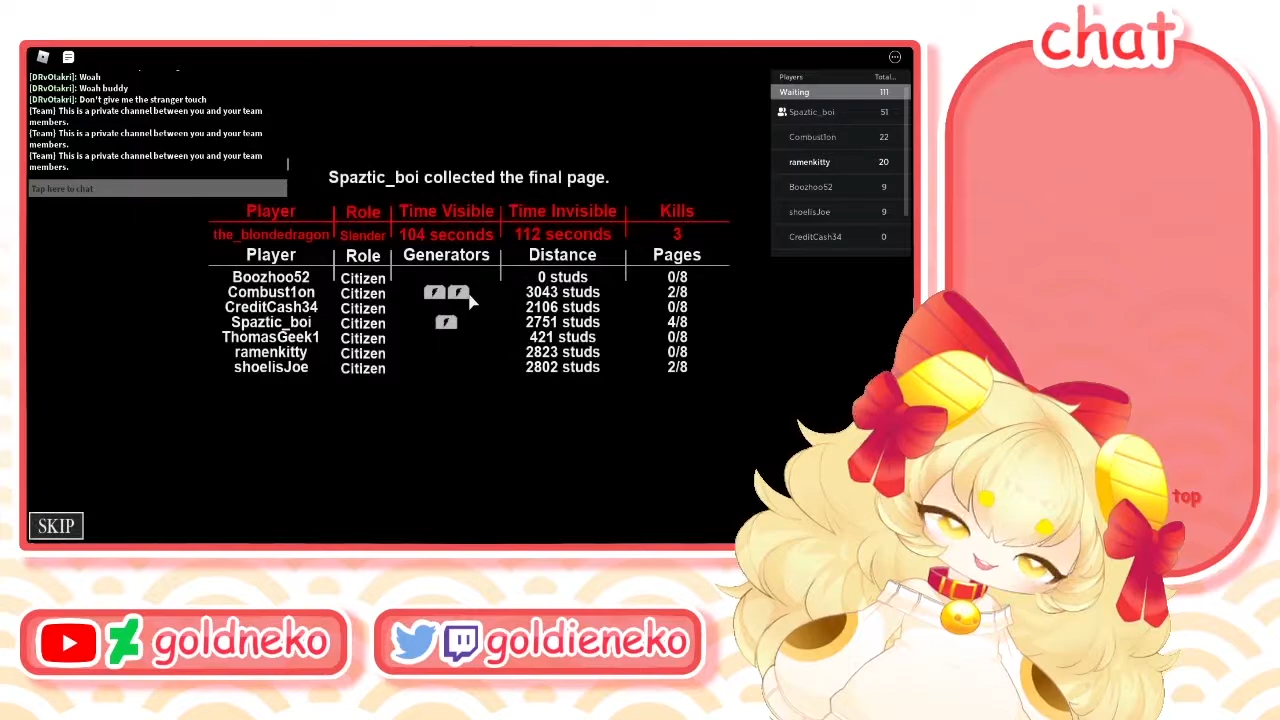 chat
[DRvOtakri]: Woah
[DRvOtakri]: Woah buddy
[DRvOtakri]: Don't give me the stranger touch
{Team} This is a private channel between you and your team
members.
{Team} This is a private channel between you and your team
members.
{Team} This is a private channel between you and your team
members.
Tap here to chat
Players Total...
Waiting 111
Spaztic_boi 51
Combust1on 22
ramenkitty 20
Boozhoo52 9
shoelisJoe 9
CreditCash34 0
Spaztic_boi collected the final page.
Player Role Time Visible Time Invisible Kills
the_blondedragon Slender 104 seconds 112 seconds 3
Player Role Generators Distance Pages
Boozhoo52 Citizen 0 studs 0/8
Combust1on Citizen 3043 studs 2/8
CreditCash34 Citizen 2106 studs 0/8
Spaztic_boi Citizen 2751 studs 4/8
ThomasGeek1 Citizen 421 studs 0/8
ramenkitty Citizen 2823 studs 0/8
shoelisJoe Citizen 2802 studs 2/8
SKIP
top
goldneko
goldieneko